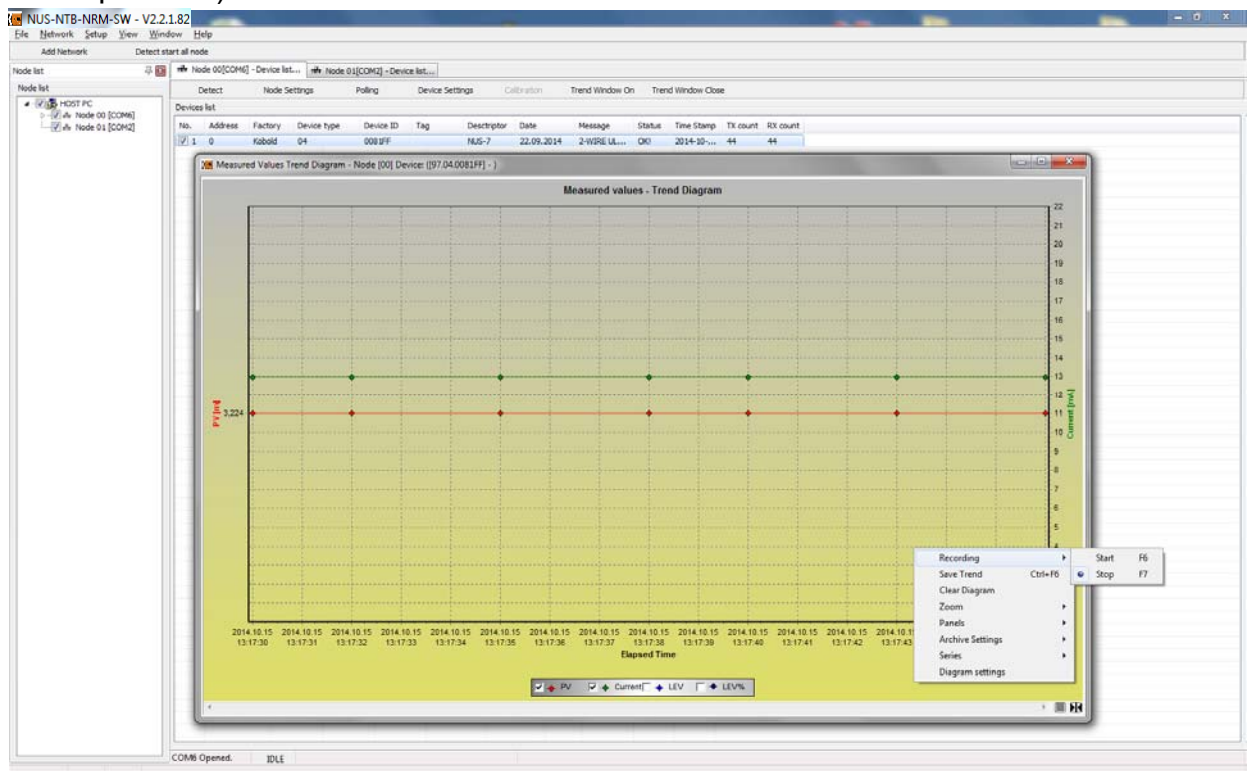 NUS-NTB-NRM-SW - V2.2.1.82
File Network Setup View Window Help
Add Network Detect start all node
Node list
Node list
HOST PC
Node 00 [COM6]
Node 01 [COM2]
Node 00[COM6] - Device list... Node 01[COM2] - Device list...
Detect Node Settings Polling Device Settings Calibration Trend Window On Trend Window Close
Devices list
No. Address Factory Device type Device ID Tag Desctriptor Date Message Status Time Stamp TX count RX count
1 0 Kobold 04 0081FF NUS-7 22.09.2014 2-WIRE UL... OK! 2014-10-... 44 44
Measured Values Trend Diagram - Node [00] Device: ([97.04.0081FF] - )
Measured values - Trend Diagram
22
21
20
19
18
17
16
15
14
13
12
11
10
9
8
7
6
5
4
PV [m]
3,224
Current [mA]
2014.10.15 2014.10.15 2014.10.15 2014.10.15 2014.10.15 2014.10.15 2014.10.15 2014.10.15 2014.10.15 2014.10.15 2014.10.15 2014.10.15 2014.10.15
13:17:30 13:17:31 13:17:32 13:17:33 13:17:34 13:17:35 13:17:36 13:17:37 13:17:38 13:17:39 13:17:40 13:17:41 13:17:42 13:17:43
Elapsed Time
PV Current LEV LEV%
Recording
Save Trend Ctrl+F6
Clear Diagram
Zoom
Panels
Archive Settings
Series
Diagram settings
Start F6
Stop F7
COM6 Opened. IDLE